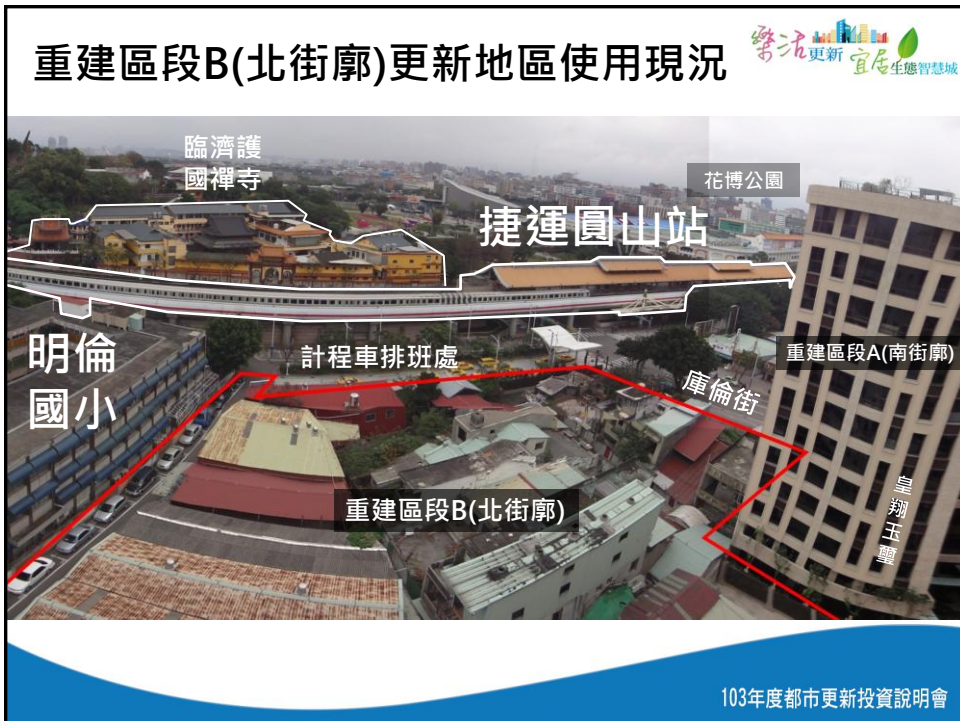 重建區段B(北街廓)更新地區使用現況
樂活更新 宜居生態智慧城
臨濟護
國禪寺
花博公園
捷運圓山站
明倫
國小
計程車排班處
重建區段A(南街廓)
庫倫街
皇翔玉璽
重建區段B(北街廓)
103年度都市更新投資說明會